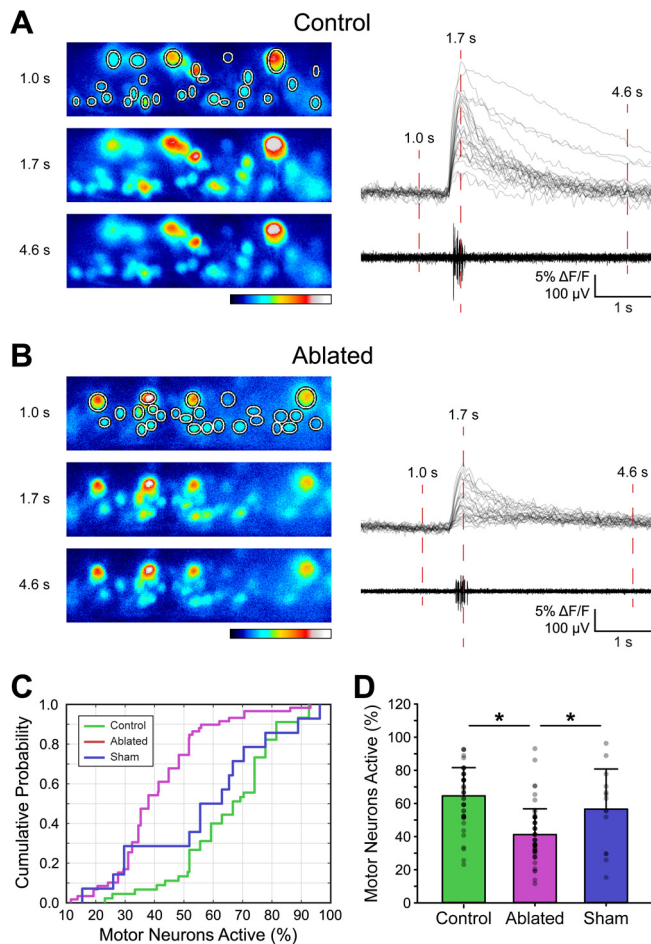 A
Control
1.0 s
1.7 s
4.6 s
1.7 s
1.0 s
4.6 s
5% ΔF/F
100 µV
1 s
B
Ablated
1.0 s
1.7 s
4.6 s
1.7 s
1.0 s
4.6 s
5% ΔF/F
100 µV
1 s
C
Cumulative Probability
1.0
0.8
0.6
0.4
0.2
0.0
Control
Ablated
Sham
10 20 30 40 50 60 70 80 90 100
Motor Neurons Active (%)
D
Motor Neurons Active (%)
120
100
80
60
40
20
0
* *
Control Ablated Sham